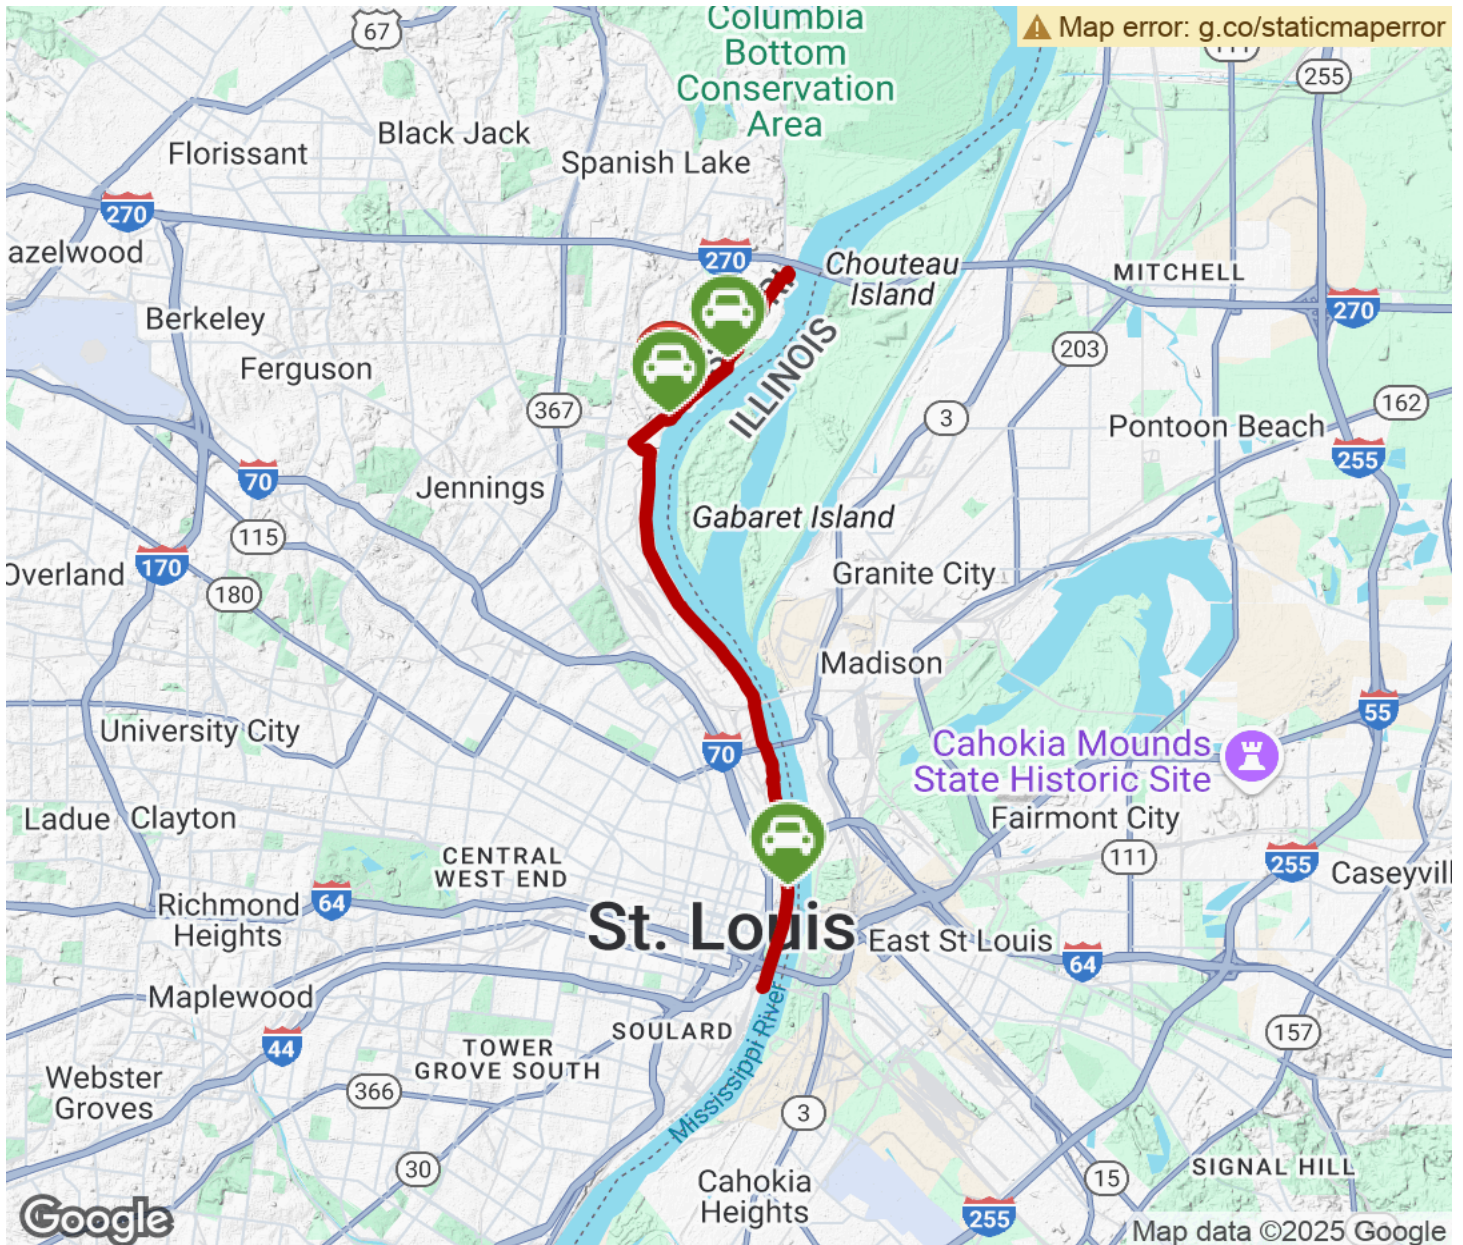 Columbia
Bottom
Conservation
Area
Map error: g.co/staticmaperror
67
255
Black Jack
Florissant
Spanish Lake
270
azelwood
270
Chouteau
Island
MITCHELL
270
Berkeley
ILLINOIS
203
Ferguson
367
3
162
Pontoon Beach
255
70
Jennings
Gabaret Island
115
Overland
170
180
Granite City
Madison
55
University City
70
Cahokia Mounds
State Historic Site
Ladue
Clayton
Fairmont City
CENTRAL
WEST END
111
255
Caseyvill
Richmond
Heights
64
St. Louis
East St Louis
64
Maplewood
44
SOULARD
Mississippi River
157
TOWER
GROVE SOUTH
Webster
Groves
366
3
30
SIGNAL HILL
15
Cahokia
Heights
255
Google
Map data ©2025 Google